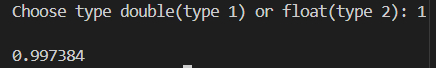 Choose type double(type 1) or float(type 2): 1
0.997384